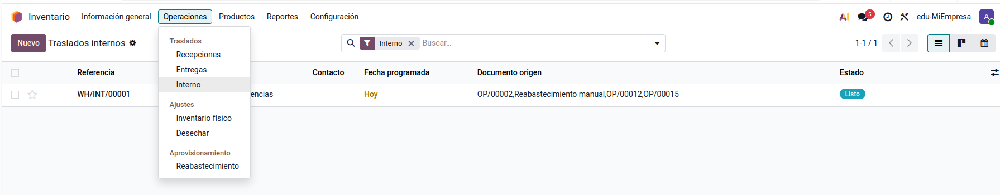 Inventario Información general Operaciones Productos Reportes Configuración AI 5 edu-MiEmpresa A
Nuevo Traslados internos Interno Buscar... 1-1 / 1
Traslados
Recepciones
Entregas
Interno
Ajustes
Inventario físico
Desechar
Aprovisionamiento
Reabastecimiento
Referencia Contacto Fecha programada Documento origen Estado
WH/INT/00001 encias Hoy OP/00002,Reabastecimiento manual,OP/00012,OP/00015 Listo